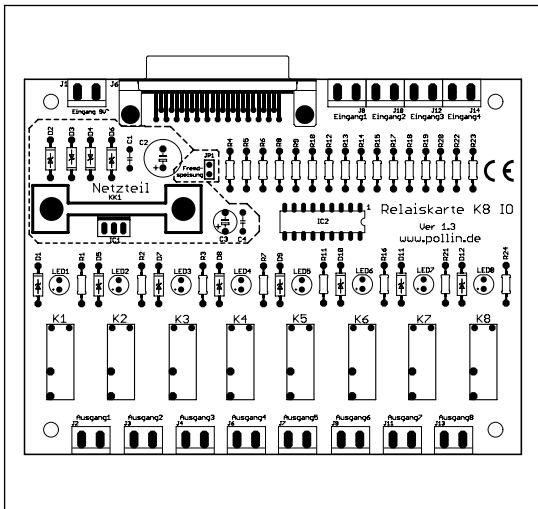 J1
J6
Eingang 9V~
J8
J10
J12
J14
Eingang1
Eingang2
Eingang3
Eingang4
D2
D3
D4
D6
C1
C2
JP1
Fremd-
speisung
R4
R5
R6
R8
R9
R10
R12
R13
R14
R15
R17
R18
R19
R20
R22
R23
CE
Netzteil
KK1
IC1
C3
C4
IC2
1
Relaiskarte K8 IO
Ver 1.3
www.pollin.de
D1
LED1
R1
D5
LED2
R2
D7
LED3
R3
D8
LED4
R7
D9
LED5
R11
D10
LED6
R16
D11
LED7
R21
D12
LED8
R24
K1
K2
K3
K4
K5
K6
K7
K8
Ausgang1
Ausgang2
Ausgang3
Ausgang4
Ausgang5
Ausgang6
Ausgang7
Ausgang8
J2
J3
J4
J6
J7
J9
J11
J13